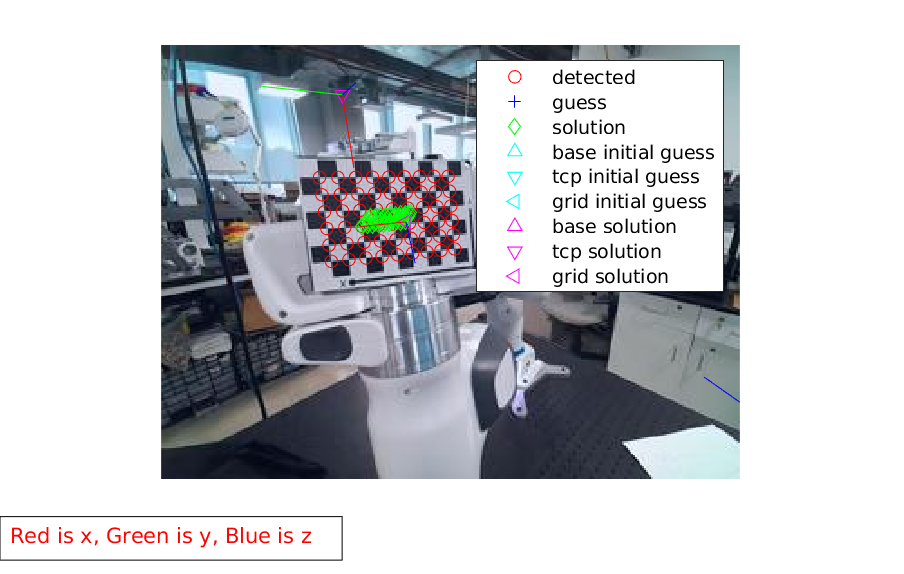 detected
guess
solution
base initial guess
tcp initial guess
grid initial guess
base solution
tcp solution
grid solution
X
Red is x, Green is y, Blue is z